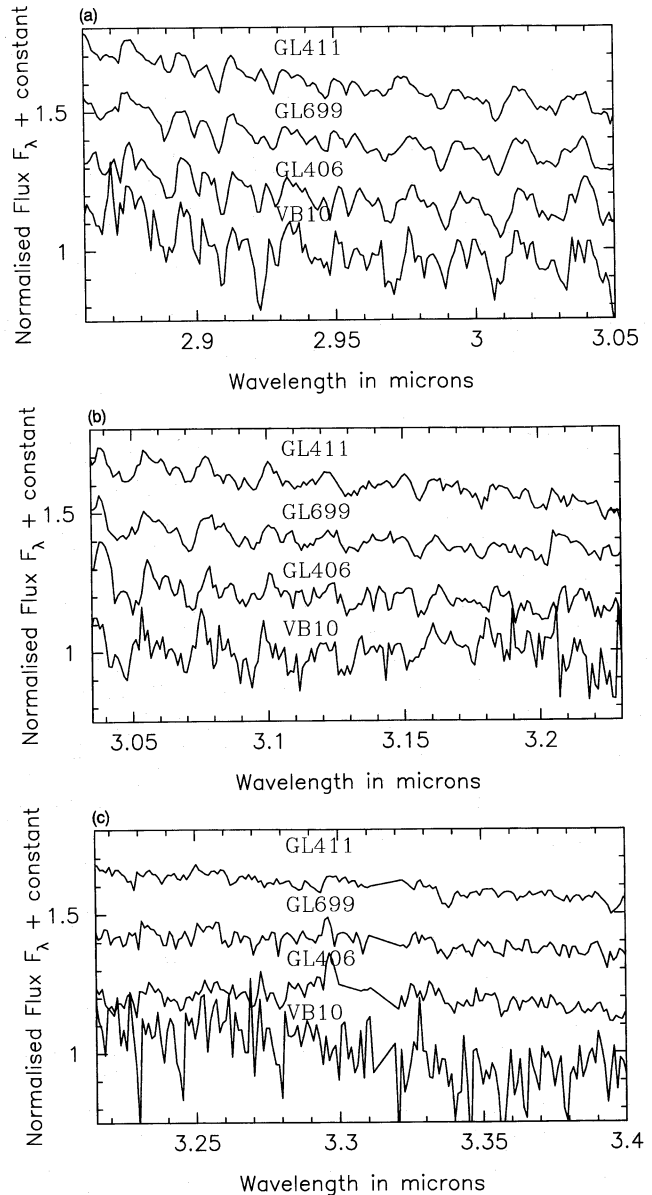 (a)
GL411
GL699
GL406
VB10
1.5
1
Normalised Flux Fλ + constant
2.9 2.95 3 3.05
Wavelength in microns
(b)
GL411
GL699
GL406
VB10
1.5
1
Normalised Flux Fλ + constant
3.05 3.1 3.15 3.2
Wavelength in microns
(c)
GL411
GL699
GL406
VB10
1.5
1
Normalised Flux Fλ + constant
3.25 3.3 3.35 3.4
Wavelength in microns